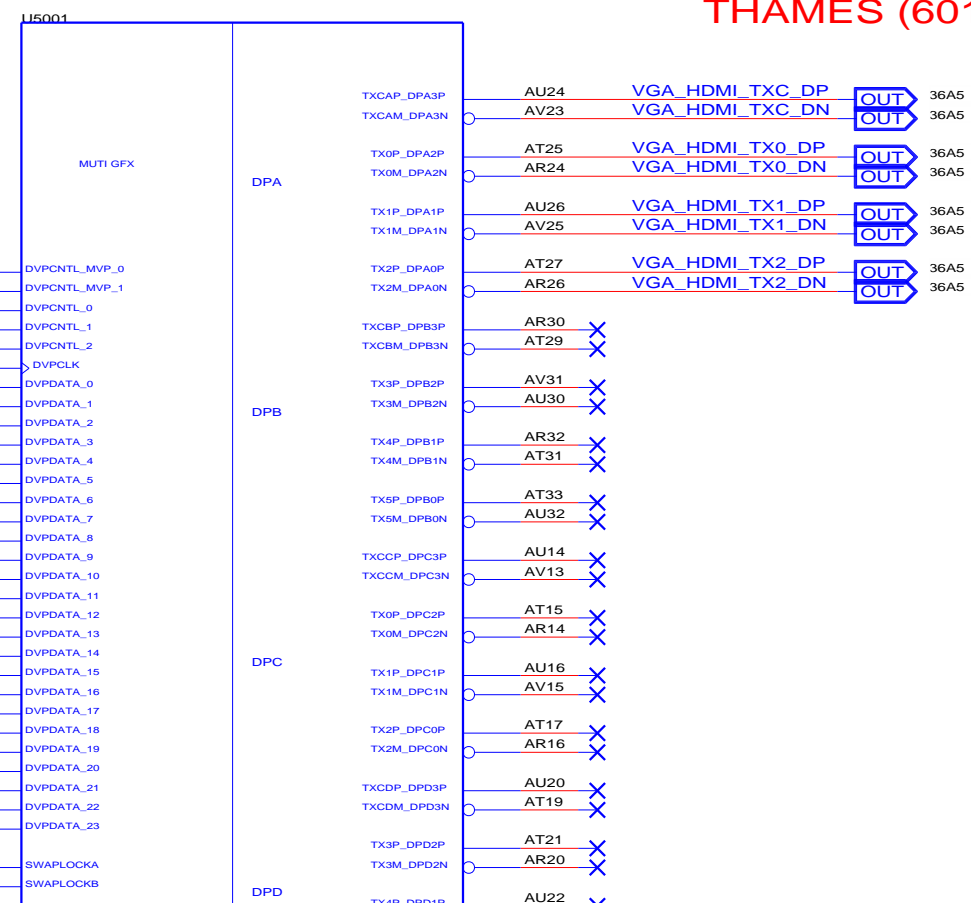 THAMES (601
U5001
TXCAP_DPA3P AU24 VGA_HDMI_TXC_DP OUT 36A5
TXCAM_DPA3N AV23 VGA_HDMI_TXC_DN OUT 36A5
TX0P_DPA2P AT25 VGA_HDMI_TX0_DP OUT 36A5
MUTI GFX
TX0M_DPA2N AR24 VGA_HDMI_TX0_DN OUT 36A5
DPA
TX1P_DPA1P AU26 VGA_HDMI_TX1_DP OUT 36A5
TX1M_DPA1N AV25 VGA_HDMI_TX1_DN OUT 36A5
DVPCNTL_MVP_0 TX2P_DPA0P AT27 VGA_HDMI_TX2_DP OUT 36A5
DVPCNTL_MVP_1 TX2M_DPA0N AR26 VGA_HDMI_TX2_DN OUT 36A5
DVPCNTL_0
DVPCNTL_1 TXCBP_DPB3P AR30
DVPCNTL_2 TXCBM_DPB3N AT29
DVPCLK
DVPDATA_0 TX3P_DPB2P AV31
DVPDATA_1 TX3M_DPB2N AU30
DPB
DVPDATA_2
DVPDATA_3 TX4P_DPB1P AR32
DVPDATA_4 TX4M_DPB1N AT31
DVPDATA_5
DVPDATA_6 TX5P_DPB0P AT33
DVPDATA_7 TX5M_DPB0N AU32
DVPDATA_8
DVPDATA_9 TXCCP_DPC3P AU14
DVPDATA_10 TXCCM_DPC3N AV13
DVPDATA_11
DVPDATA_12 TX0P_DPC2P AT15
DVPDATA_13 TX0M_DPC2N AR14
DVPDATA_14
DPC
DVPDATA_15 TX1P_DPC1P AU16
DVPDATA_16 TX1M_DPC1N AV15
DVPDATA_17
DVPDATA_18 TX2P_DPC0P AT17
DVPDATA_19 TX2M_DPC0N AR16
DVPDATA_20
DVPDATA_21 TXCDP_DPD3P AU20
DVPDATA_22 TXCDM_DPD3N AT19
DVPDATA_23
TX3P_DPD2P AT21
SWAPLOCKA TX3M_DPD2N AR20
SWAPLOCKB
DPD
TX4P_DPD1P AU22